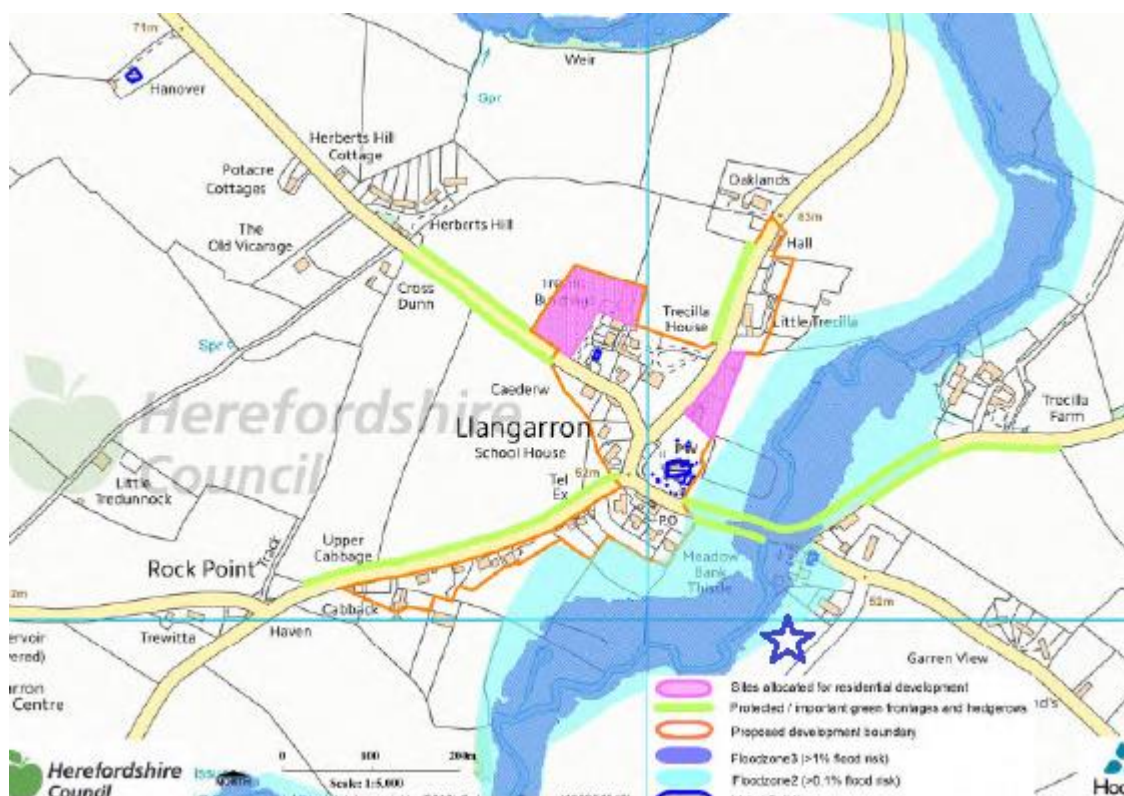 71m
Hanover
Weir
Spr
Herberts Hill
Cottage
Potacre
Cottages
Oaklands
83m
The
Old Vicarage
Herberts Hill
Hall
Cross
Dunn
Trecilla
House
Little Trecilla
Spr
Caederw
Trecilla
Farm
Herefordshire
Council
Llangarron
School House
PW
Little
Tredunnock
62m
Tel
Ex
PO
Upper
Cabbage
Meadow
Bank
Thistle
Rock Point
Track
Cabback
52m
Trewitta
Haven
Garren View
Centre
Sites allocated for residential development
Protected / important green frontages and hedgerows
Proposed development boundary
Floodzone3 (>1% flood risk)
Floodzone2 (>0.1% flood risk)
0 100 200m
Scale 1:5,000
NORTH
Herefordshire
Council